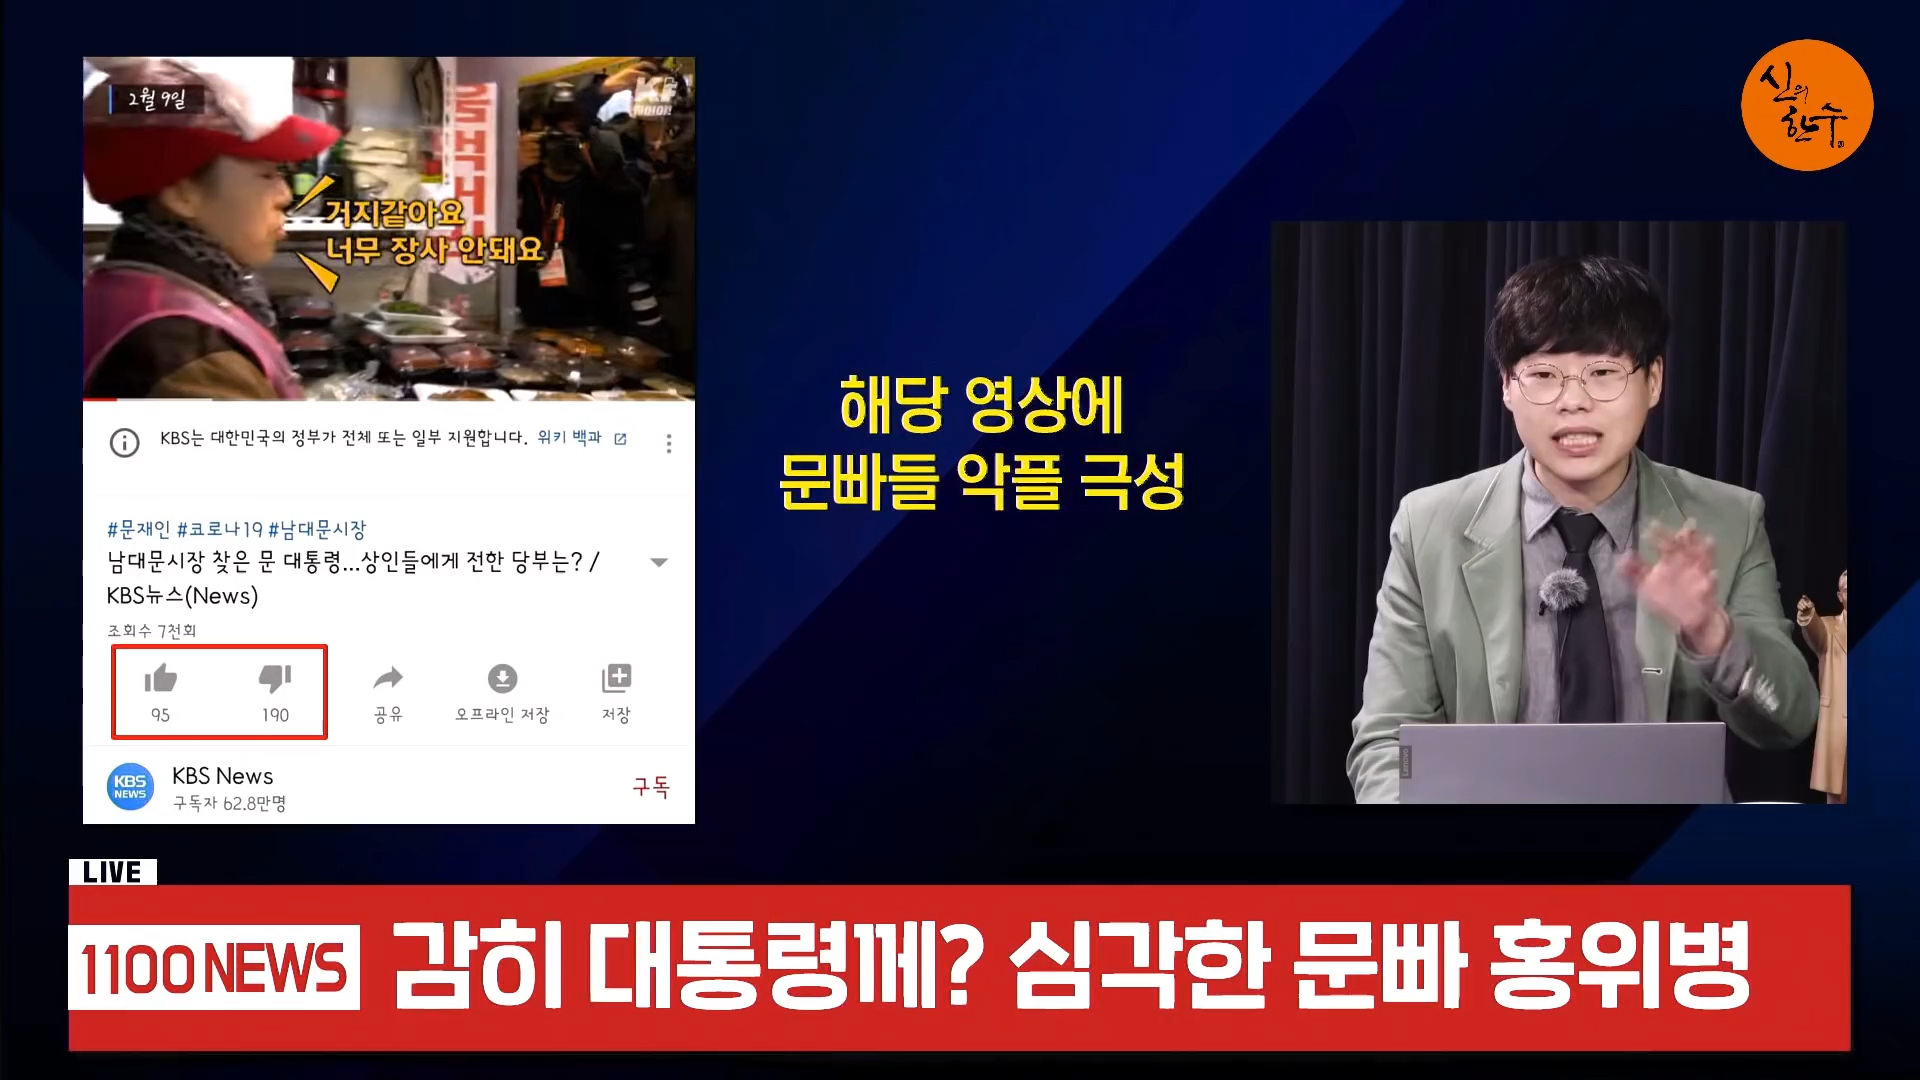 신의
한수
2월 9일
거지같아요
너무 장사 안돼요
KBS는 대한민국의 정부가 전체 또는 일부 지원합니다. 위키 백과
#문재인 #코로나19 #남대문시장
남대문시장 찾은 문 대통령...상인들에게 전한 당부는? /
KBS뉴스(News)
조회수 7천회
95 190 공유 오프라인 저장 저장
KBS NEWS
KBS News
구독자 62.8만명
구독
해당 영상에
문빠들 악플 극성
Lenovo
LIVE
1100 NEWS
감히 대통령께? 심각한 문빠 홍위병